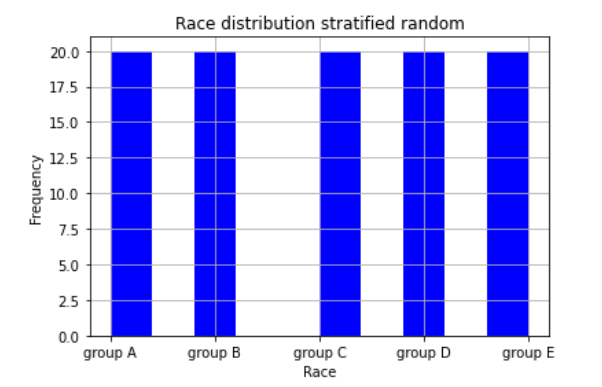 Race distribution stratified random
20.0
17.5
15.0
12.5
10.0
7.5
5.0
2.5
0.0
Frequency
group A group B group C group D group E
Race